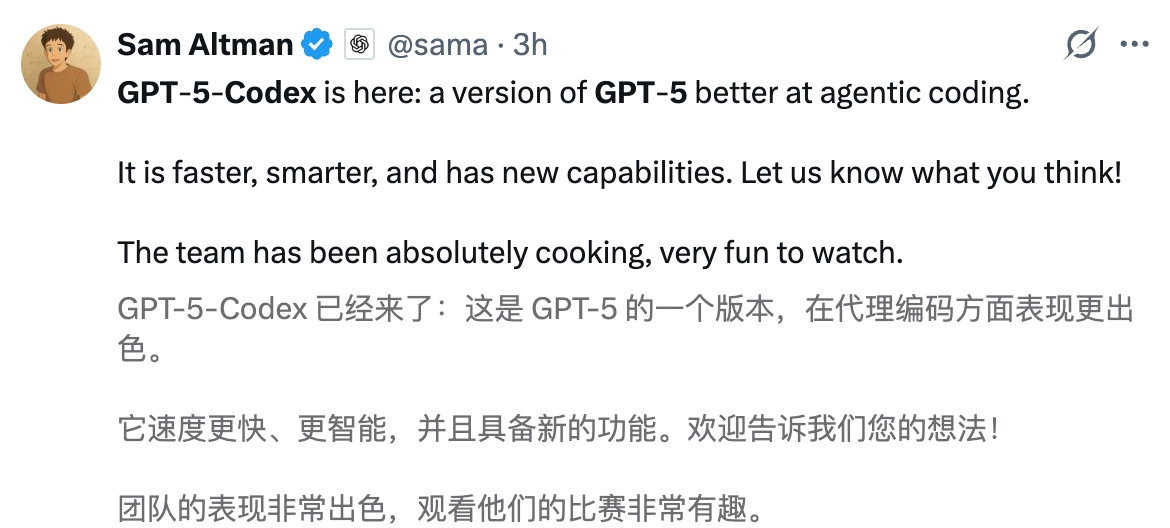 Sam Altman @sama · 3h
GPT-5-Codex is here: a version of GPT-5 better at agentic coding.
It is faster, smarter, and has new capabilities. Let us know what you think!
The team has been absolutely cooking, very fun to watch.
GPT-5-Codex 已经来了：这是 GPT-5 的一个版本，在代理编码方面表现更出
色。
它速度更快、更智能，并且具备新的功能。欢迎告诉我们您的想法！
团队的表现非常出色，观看他们的比赛非常有趣。